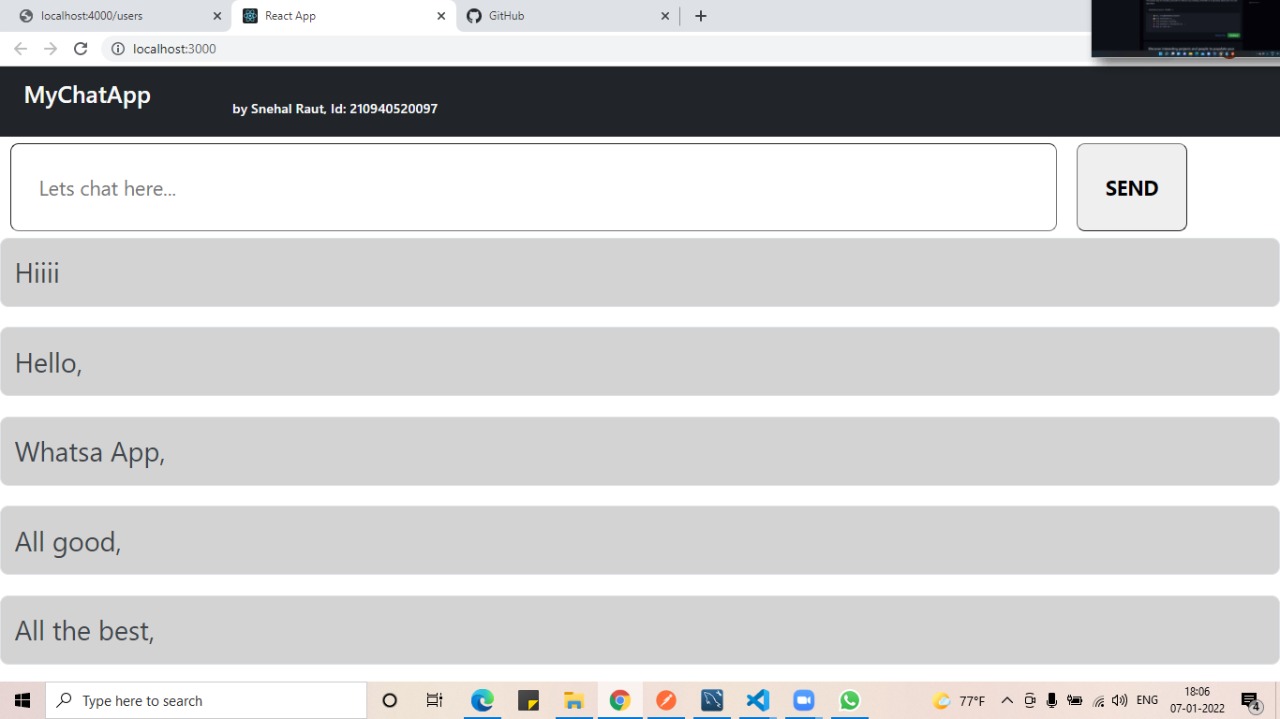 localhost:4000/users
React App
GitHub
localhost:3000
MyChatApp
by Snehal Raut, Id: 210940520097
Lets chat here...
SEND
Hiiii
Hello,
Whatsa App,
All good,
All the best,
Type here to search
77°F
ENG
18:06
07-01-2022
4